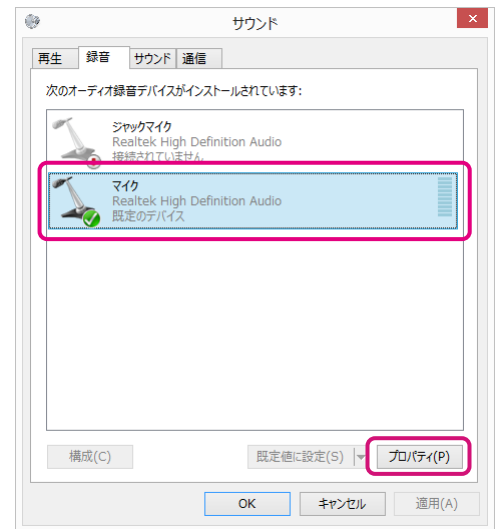 サウンド
再生 録音 サウンド 通信
次のオーディオ録音デバイスがインストールされています:
ジャックマイク
Realtek High Definition Audio
接続されていません
マイク
Realtek High Definition Audio
既定のデバイス
構成(C) 既定値に設定(S) プロパティ(P)
OK キャンセル 適用(A)